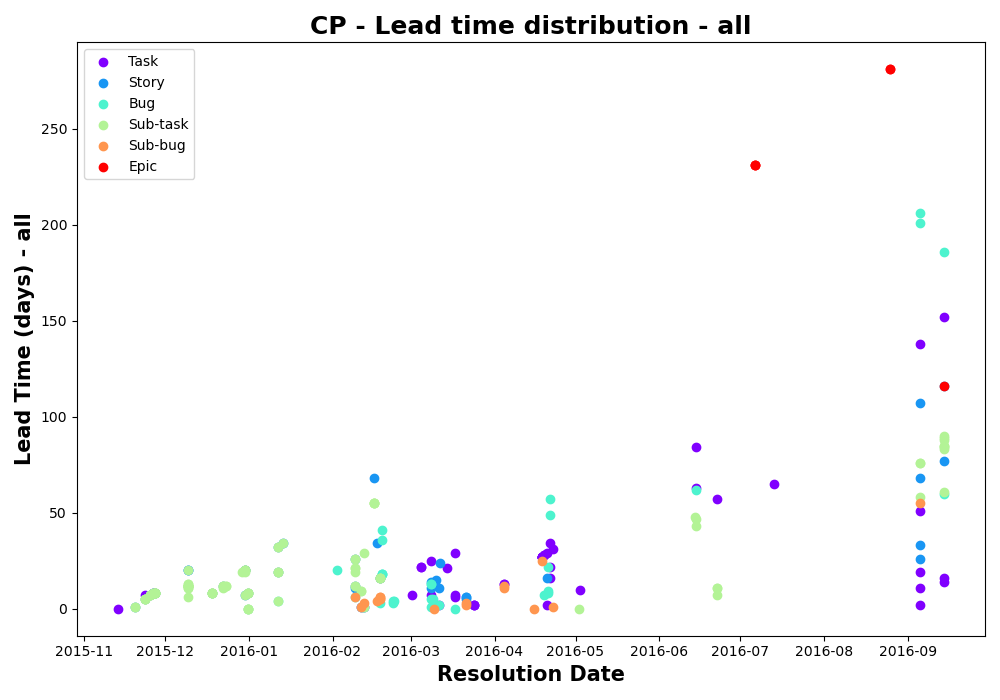 CP - Lead time distribution - all
Task
Story
Bug
Sub-task
Sub-bug
Epic
Lead Time (days) - all
250
200
150
100
50
0
2015-11 2015-12 2016-01 2016-02 2016-03 2016-04 2016-05 2016-06 2016-07 2016-08 2016-09
Resolution Date